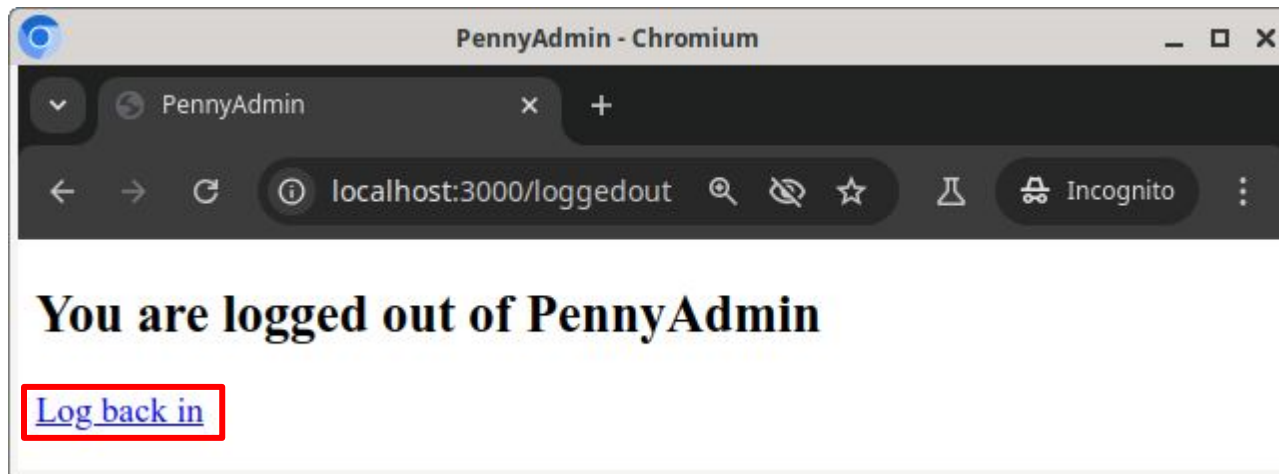 PennyAdmin - Chromium
PennyAdmin
localhost:3000/loggedout
Incognito
You are logged out of PennyAdmin
Log back in